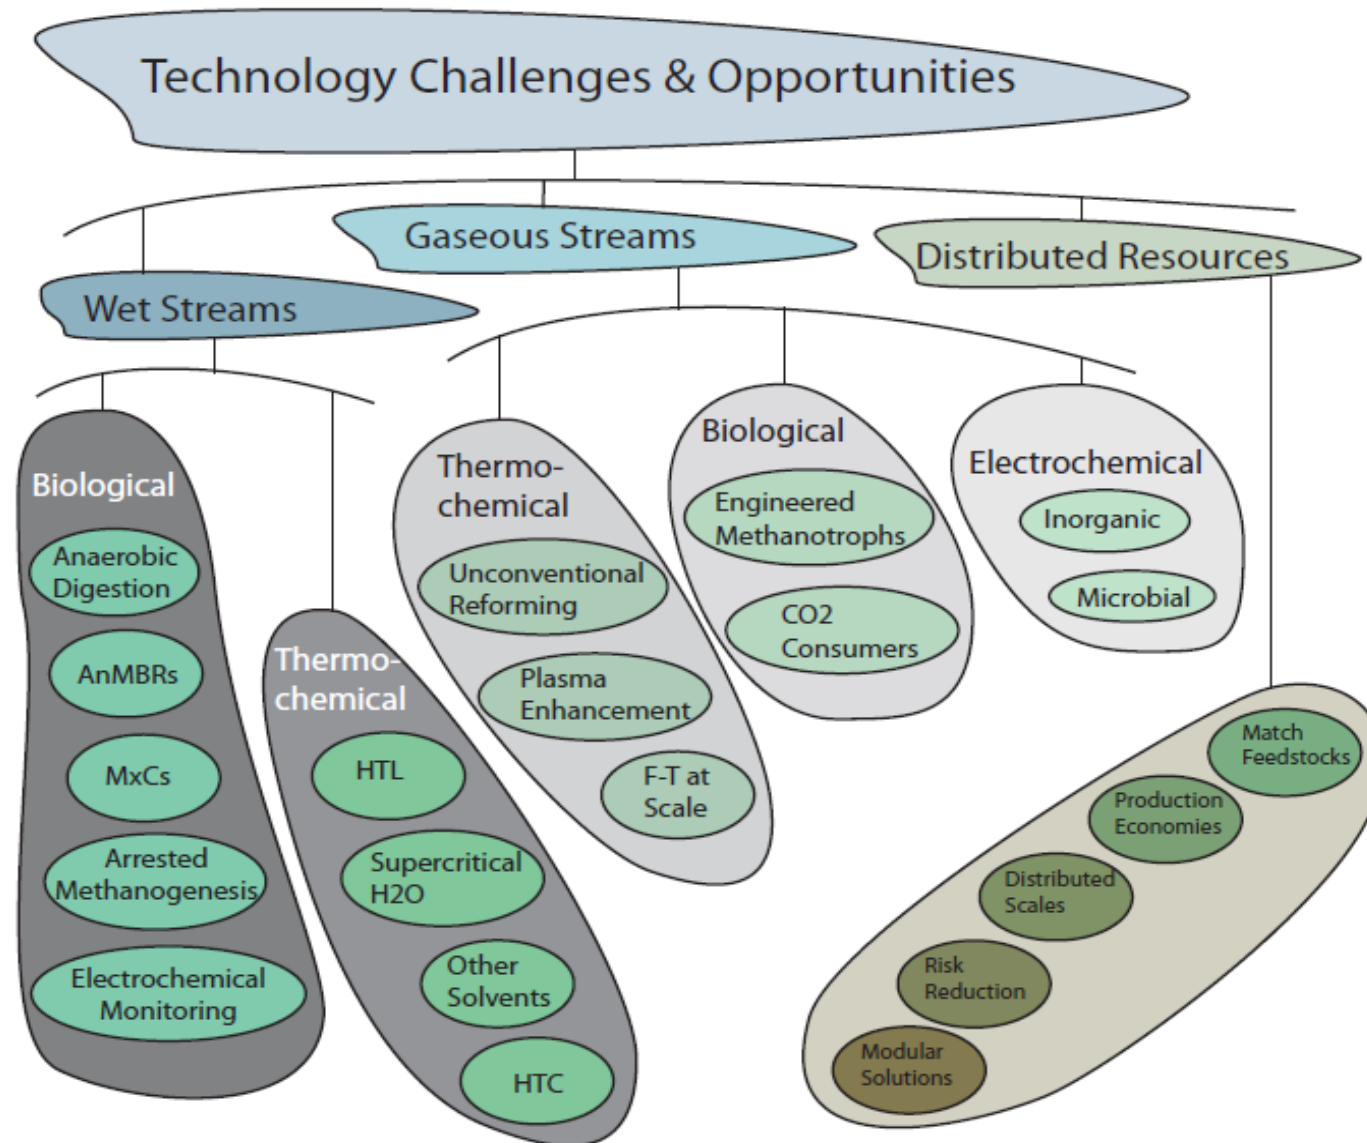 Technology Challenges & Opportunities
Gaseous Streams
Distributed Resources
Wet Streams
Biological
Anaerobic
Digestion
AnMBRs
MxCs
Arrested
Methanogenesis
Electrochemical
Monitoring
Thermo-
chemical
HTL
Supercritical
H2O
Other
Solvents
HTC
Thermo-
chemical
Unconventional
Reforming
Plasma
Enhancement
F-T at
Scale
Biological
Engineered
Methanotrophs
CO2
Consumers
Electrochemical
Inorganic
Microbial
Match
Feedstocks
Production
Economies
Distributed
Scales
Risk
Reduction
Modular
Solutions